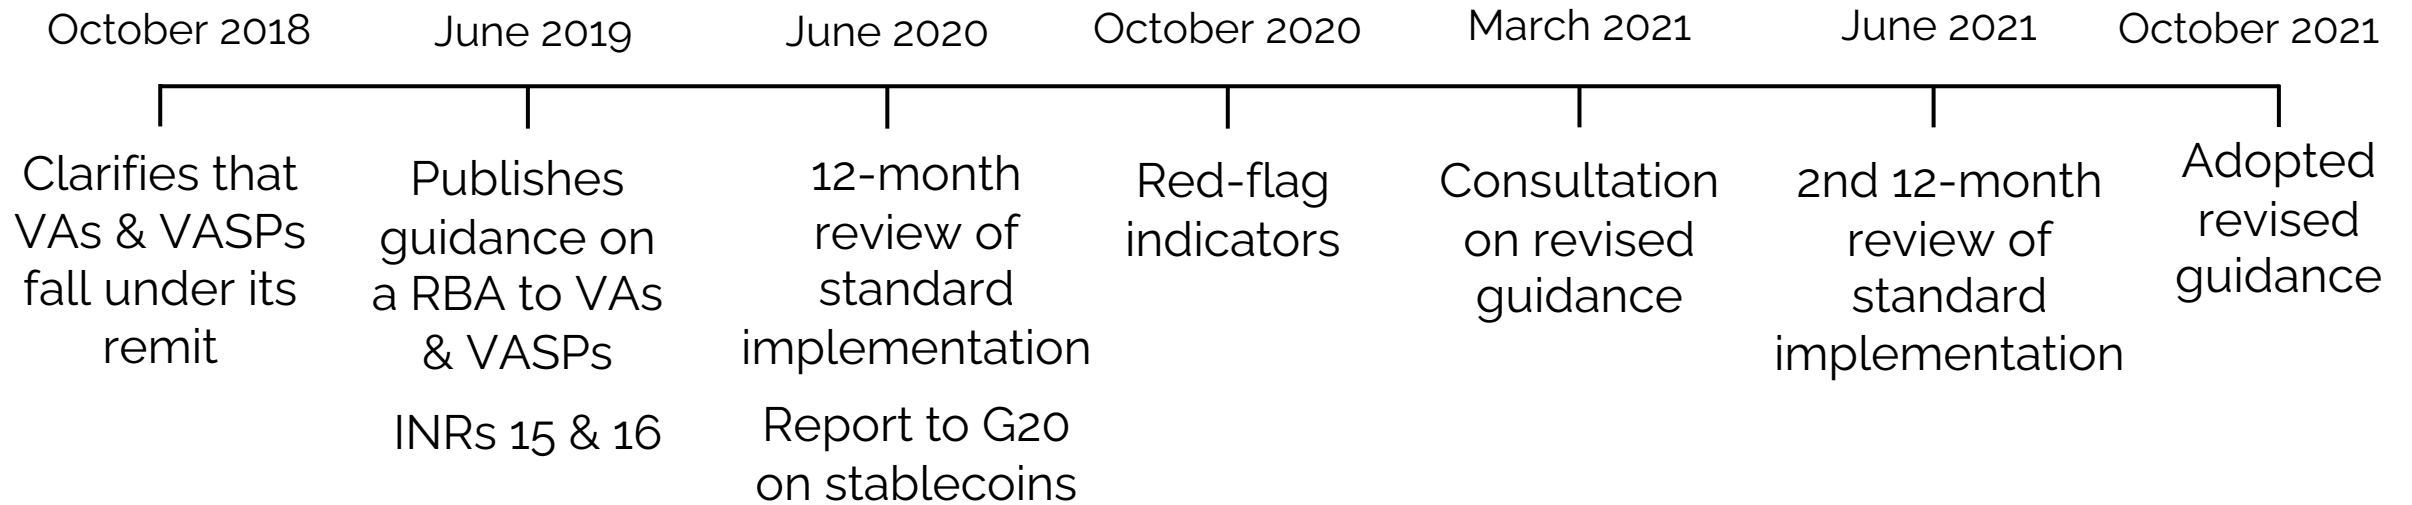 October 2018
June 2019
June 2020
October 2020
March 2021
June 2021
October 2021
Clarifies that
VAs & VASPs
fall under its
remit
Publishes
guidance on
a RBA to VAs
& VASPs
INRs 15 & 16
12-month
review of
standard
implementation
Report to G20
on stablecoins
Red-flag
indicators
Consultation
on revised
guidance
2nd 12-month
review of
standard
implementation
Adopted
revised
guidance